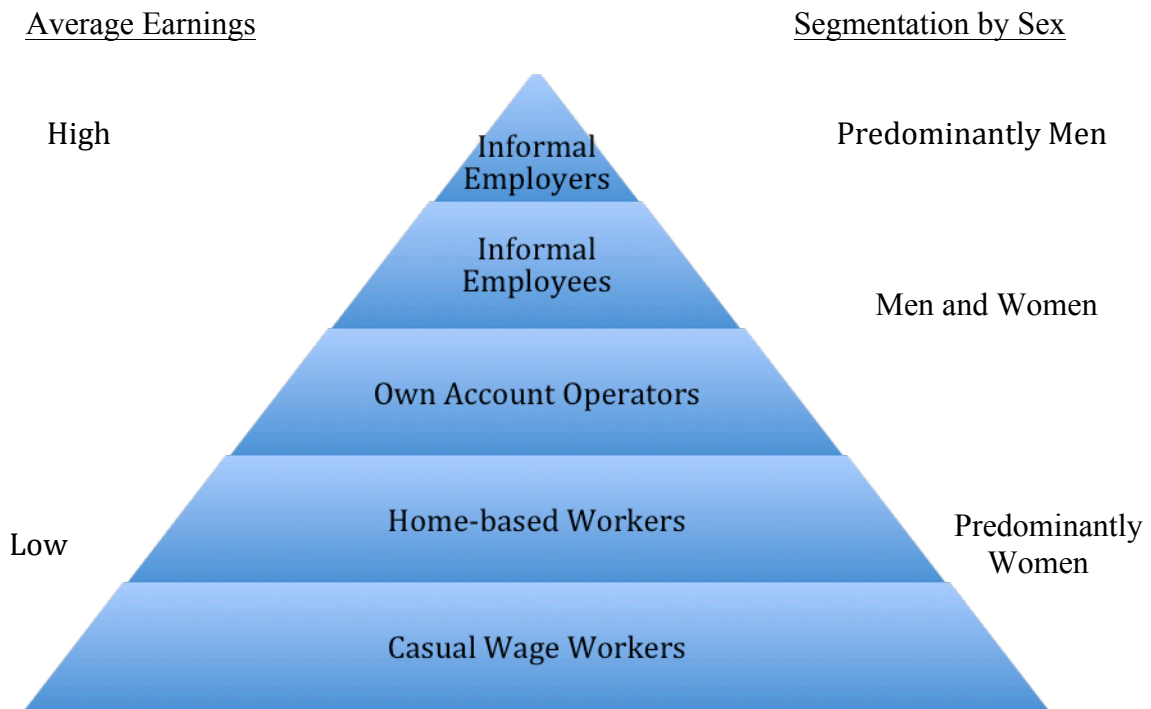 Average Earnings
Segmentation by Sex
High
Predominantly Men
Informal
Employers
Informal
Employees
Men and Women
Own Account Operators
Home-based Workers
Low
Predominantly
Women
Casual Wage Workers